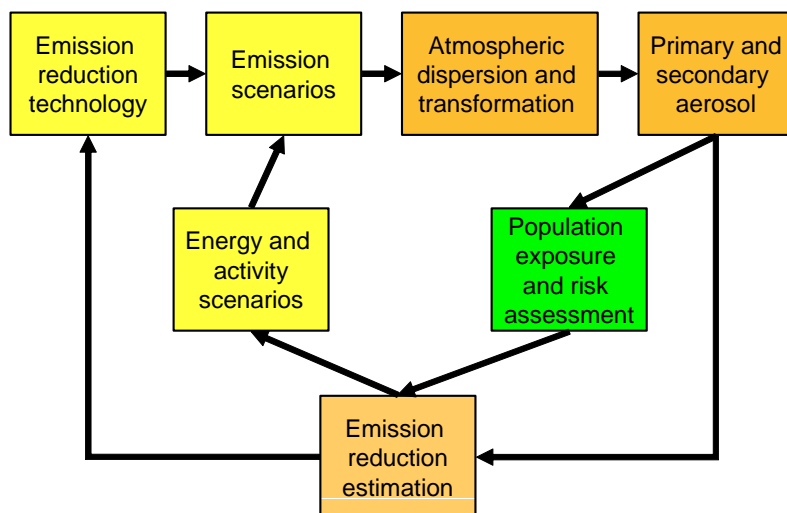 Emission
reduction
technology
Emission
scenarios
Atmospheric
dispersion and
transformation
Primary and
secondary
aerosol
Energy and
activity
scenarios
Population
exposure
and risk
assessment
Emission
reduction
estimation